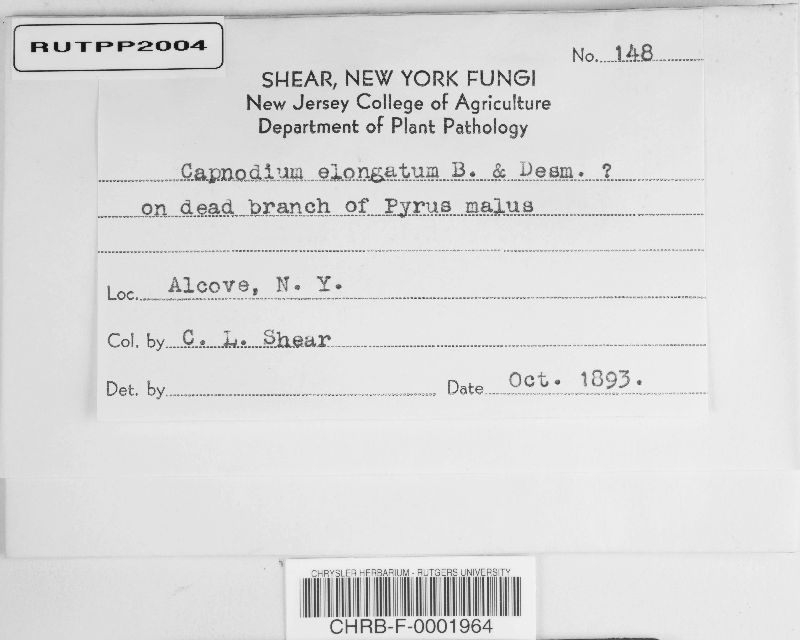 RUTPP2004
No. 148
SHEAR, NEW YORK FUNGI
New Jersey College of Agriculture
Department of Plant Pathology
Capnodium elongatum B. & Desm. ?
on dead branch of Pyrus malus
Loc. Alcove, N. Y.
Col. by C. L. Shear
Det. by Date Oct. 1893.
CHRYSLER HERBARIUM - RUTGERS UNIVERSITY
CHRB-F-0001964